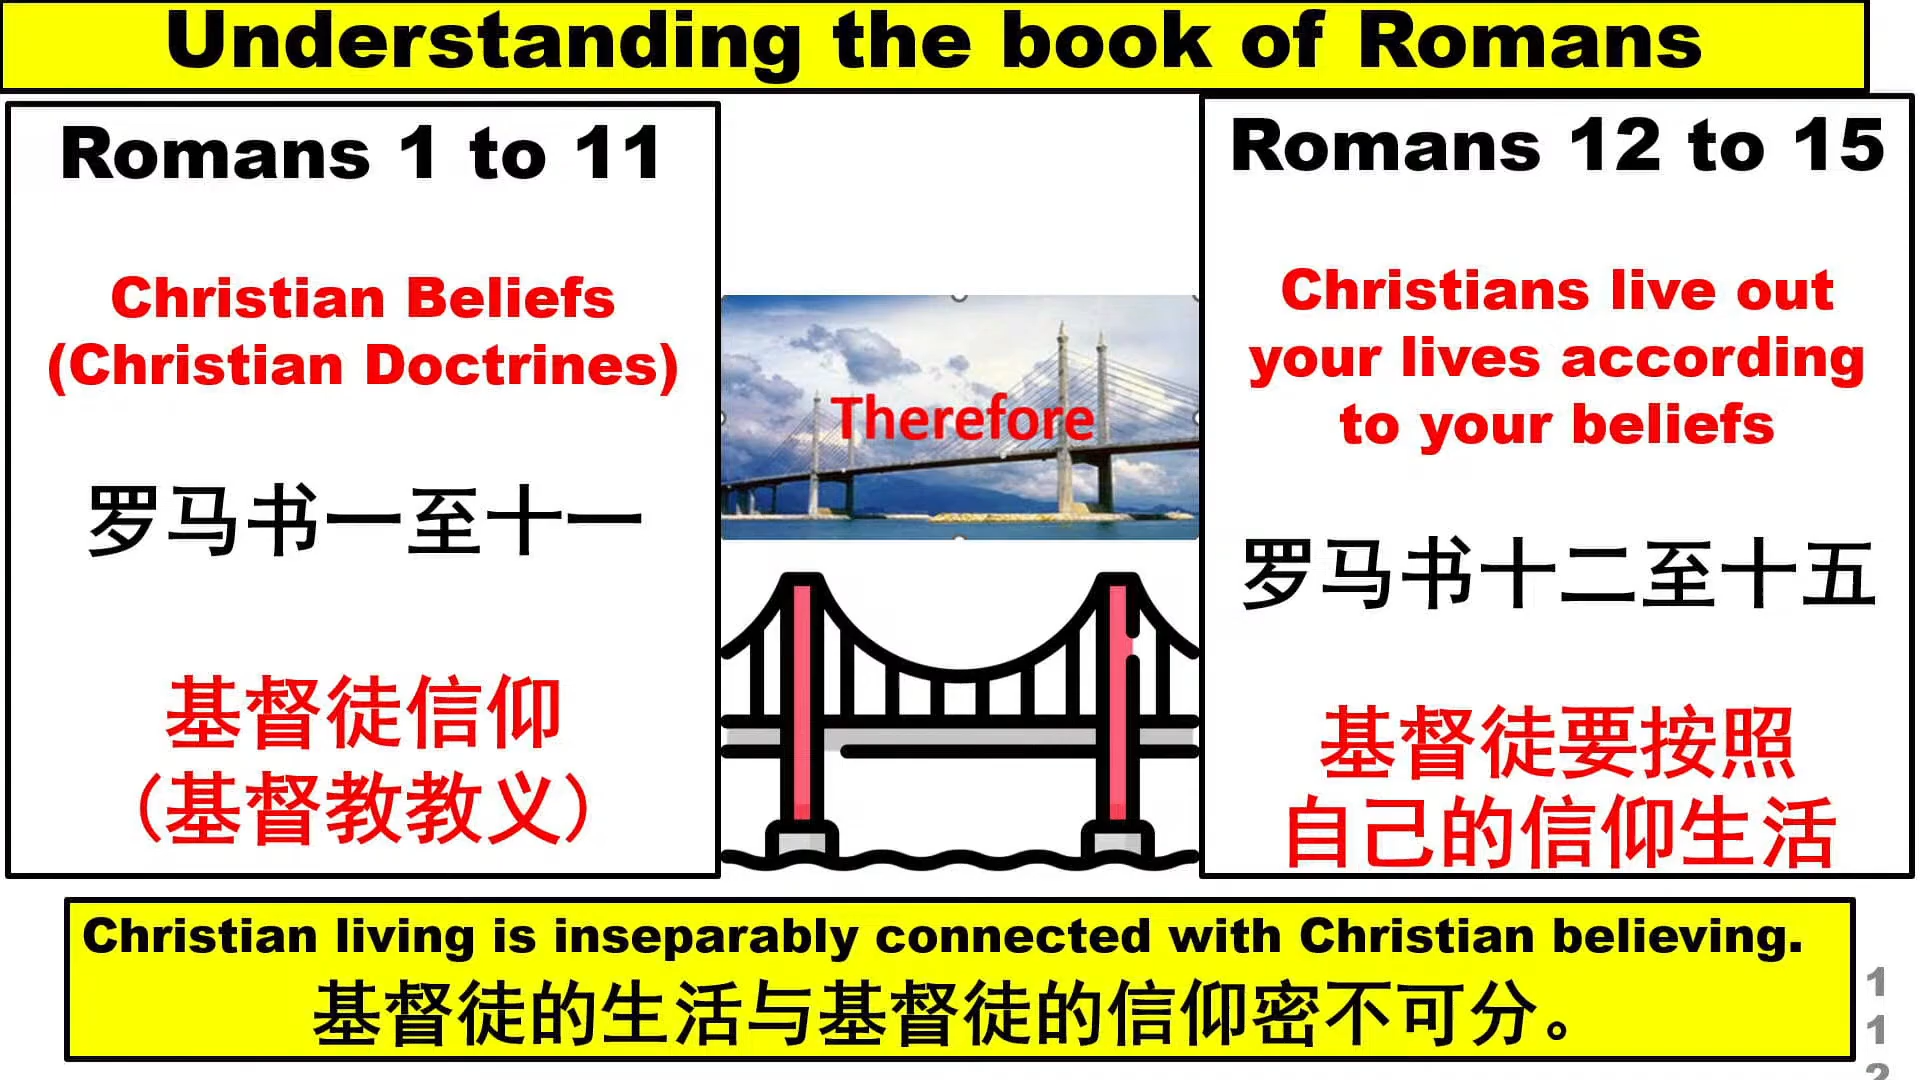 Understanding the book of Romans
Romans 1 to 11
Christian Beliefs
(Christian Doctrines)
罗马书一至十一
基督徒信仰
(基督教教义)
Therefore
Romans 12 to 15
Christians live out
your lives according
to your beliefs
罗马书十二至十五
基督徒要按照
自己的信仰生活
Christian living is inseparably connected with Christian believing.
基督徒的生活与基督徒的信仰密不可分。
1
1
2